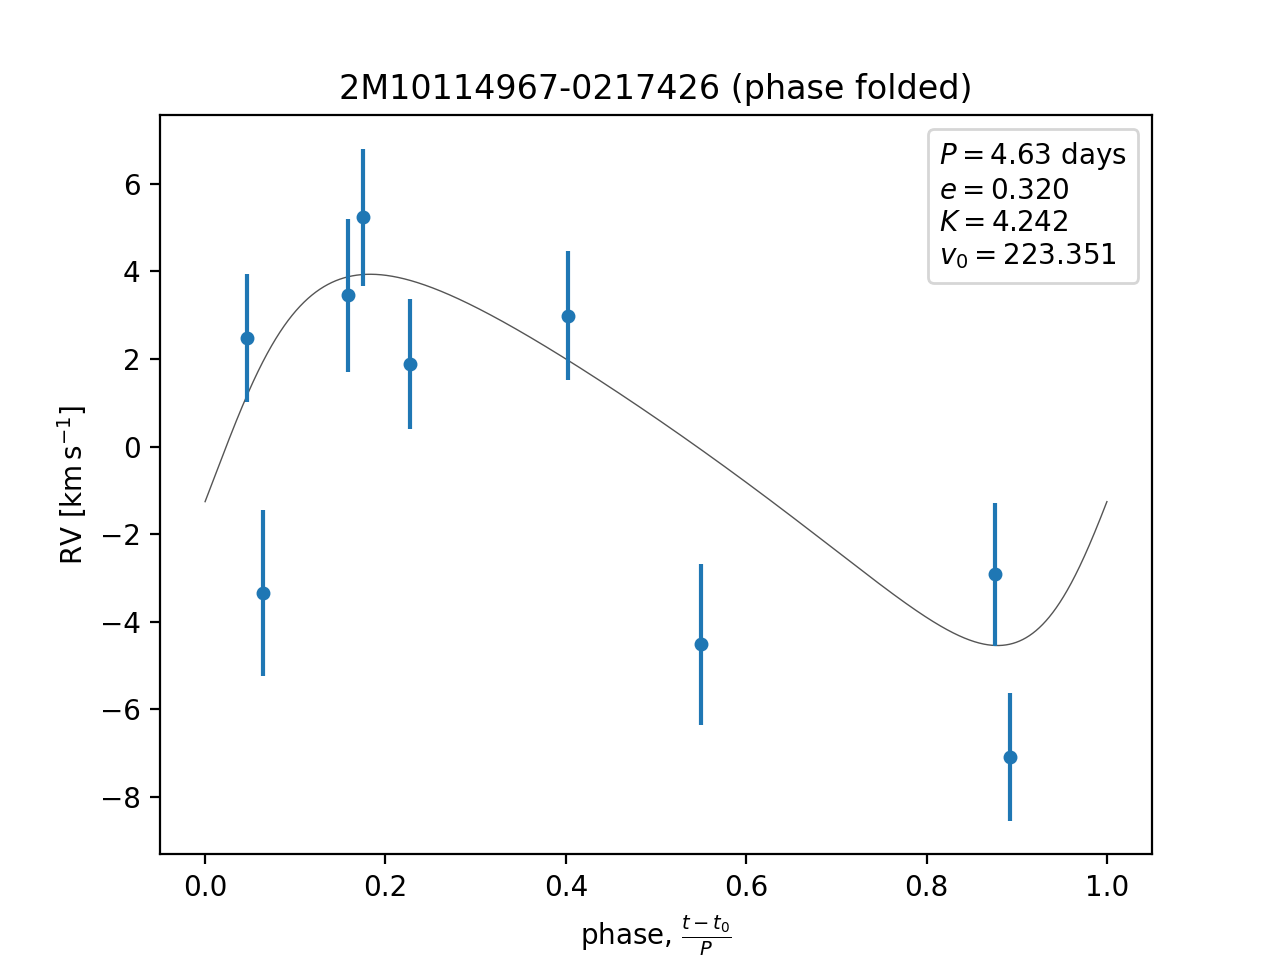 2M10114967-0217426 (phase folded)
P = 4.63 days
e = 0.320
K = 4.242
v₀ = 223.351
RV [km s⁻¹]
6
4
2
0
−2
−4
−6
−8
0.0 0.2 0.4 0.6 0.8 1.0
phase, (t − t₀)/P